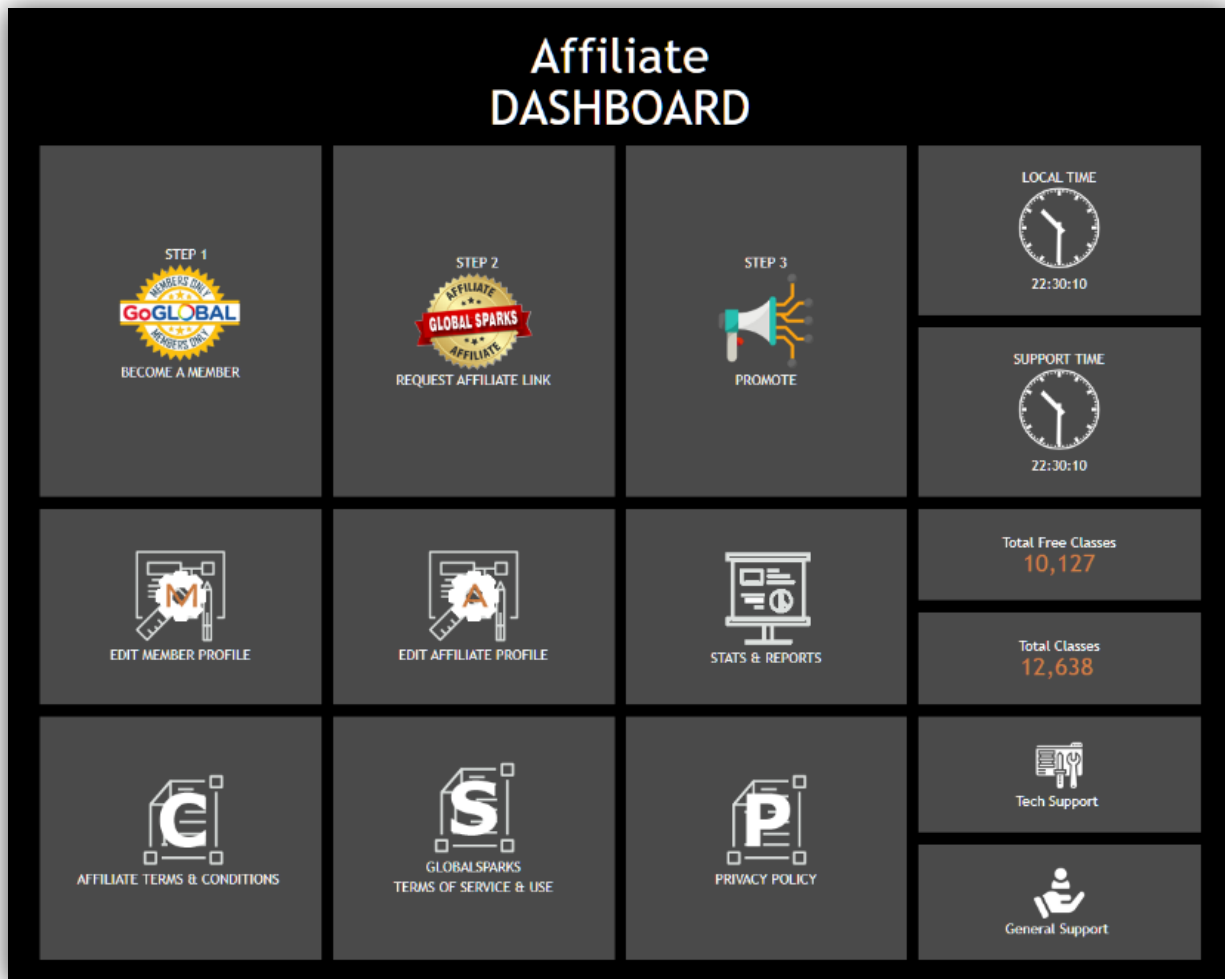 Affiliate
DASHBOARD
STEP 1
MEMBERS ONLY
GoGLOBAL
MEMBERS ONLY
BECOME A MEMBER
STEP 2
AFFILIATE
GLOBAL SPARKS
AFFILIATE
REQUEST AFFILIATE LINK
STEP 3
PROMOTE
LOCAL TIME
22:30:10
SUPPORT TIME
22:30:10
M
EDIT MEMBER PROFILE
A
EDIT AFFILIATE PROFILE
STATS & REPORTS
Total Free Classes
10,127
Total Classes
12,638
C
AFFILIATE TERMS & CONDITIONS
S
GLOBALSPARKS
TERMS OF SERVICE & USE
P
PRIVACY POLICY
Tech Support
General Support